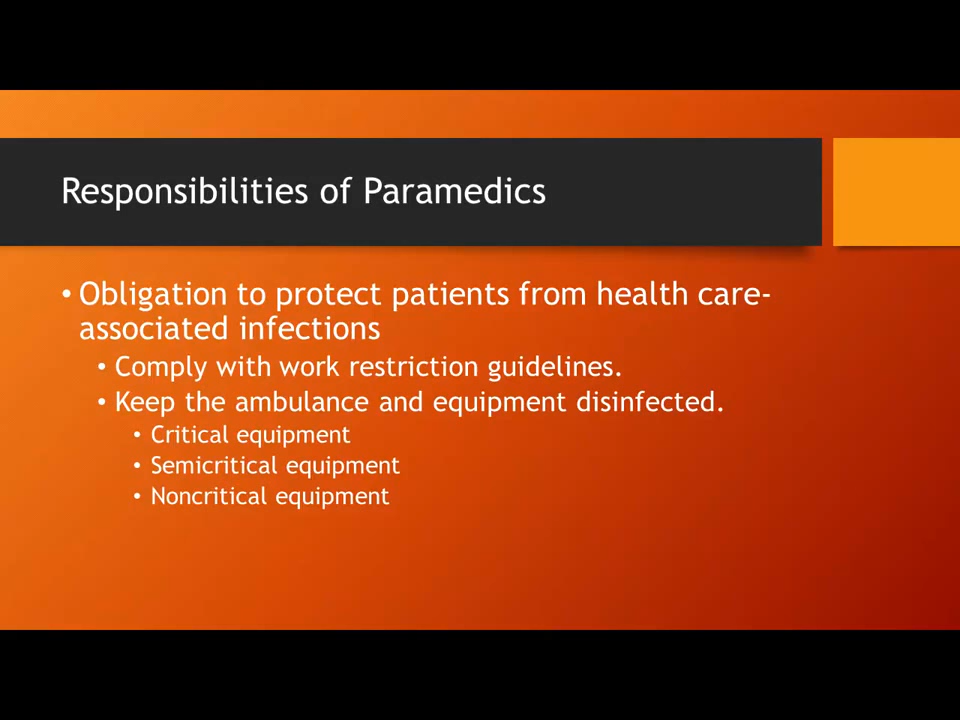 Responsibilities of Paramedics
• Obligation to protect patients from health care-
associated infections
• Comply with work restriction guidelines.
• Keep the ambulance and equipment disinfected.
• Critical equipment
• Semicritical equipment
• Noncritical equipment